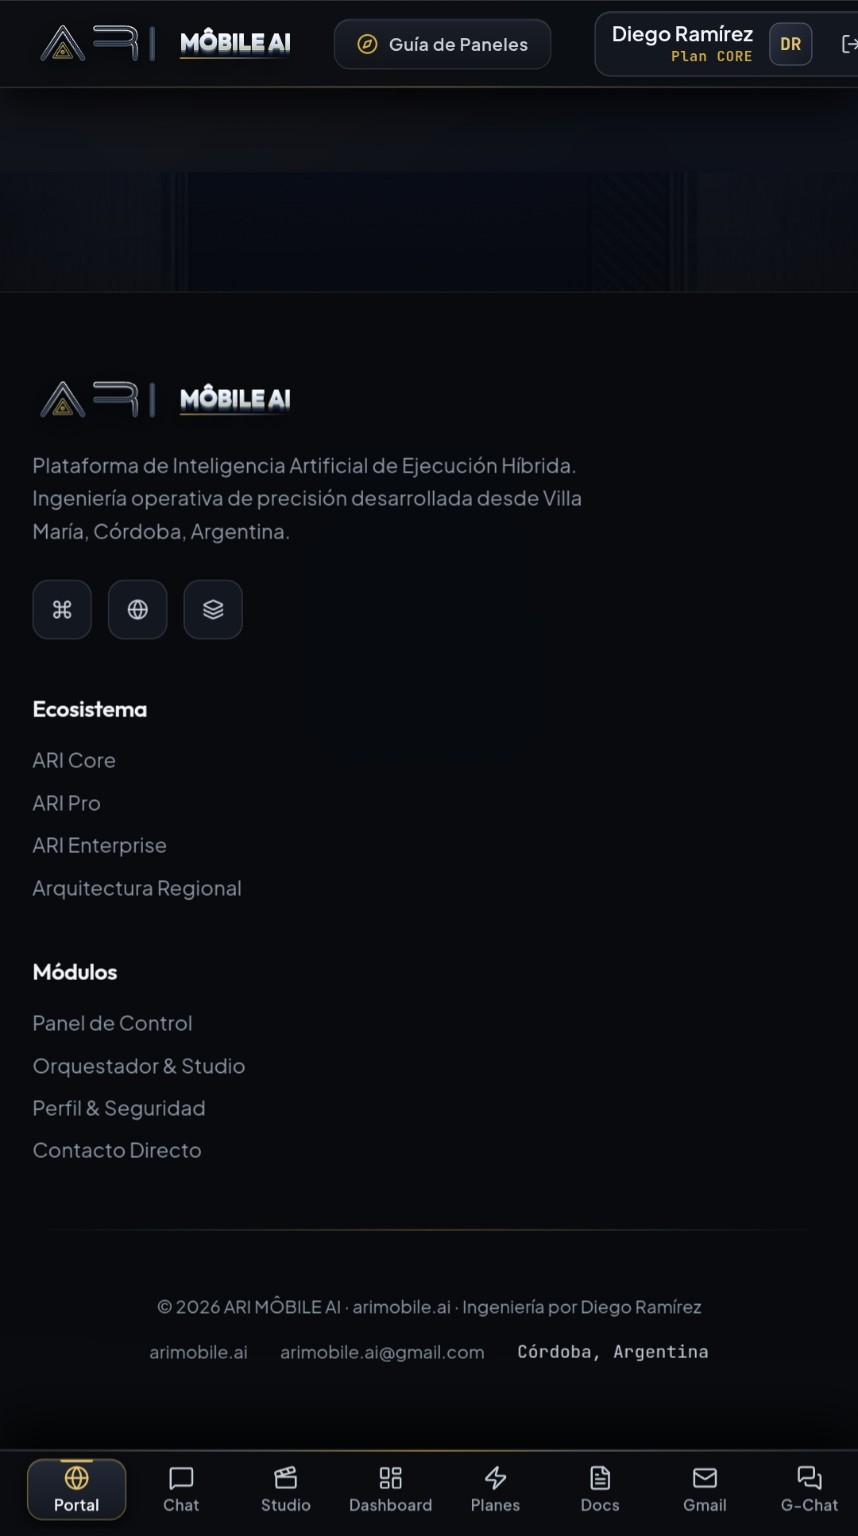 ARI MÔBILE AI
Guía de Paneles
Diego Ramírez
Plan CORE
DR
ARI MÔBILE AI
Plataforma de Inteligencia Artificial de Ejecución Híbrida.
Ingeniería operativa de precisión desarrollada desde Villa
María, Córdoba, Argentina.
Ecosistema
ARI Core
ARI Pro
ARI Enterprise
Arquitectura Regional
Módulos
Panel de Control
Orquestador & Studio
Perfil & Seguridad
Contacto Directo
© 2026 ARI MÔBILE AI · arimobile.ai · Ingeniería por Diego Ramírez
arimobile.ai arimobile.ai@gmail.com Córdoba, Argentina
Portal Chat Studio Dashboard Planes Docs Gmail G-Chat